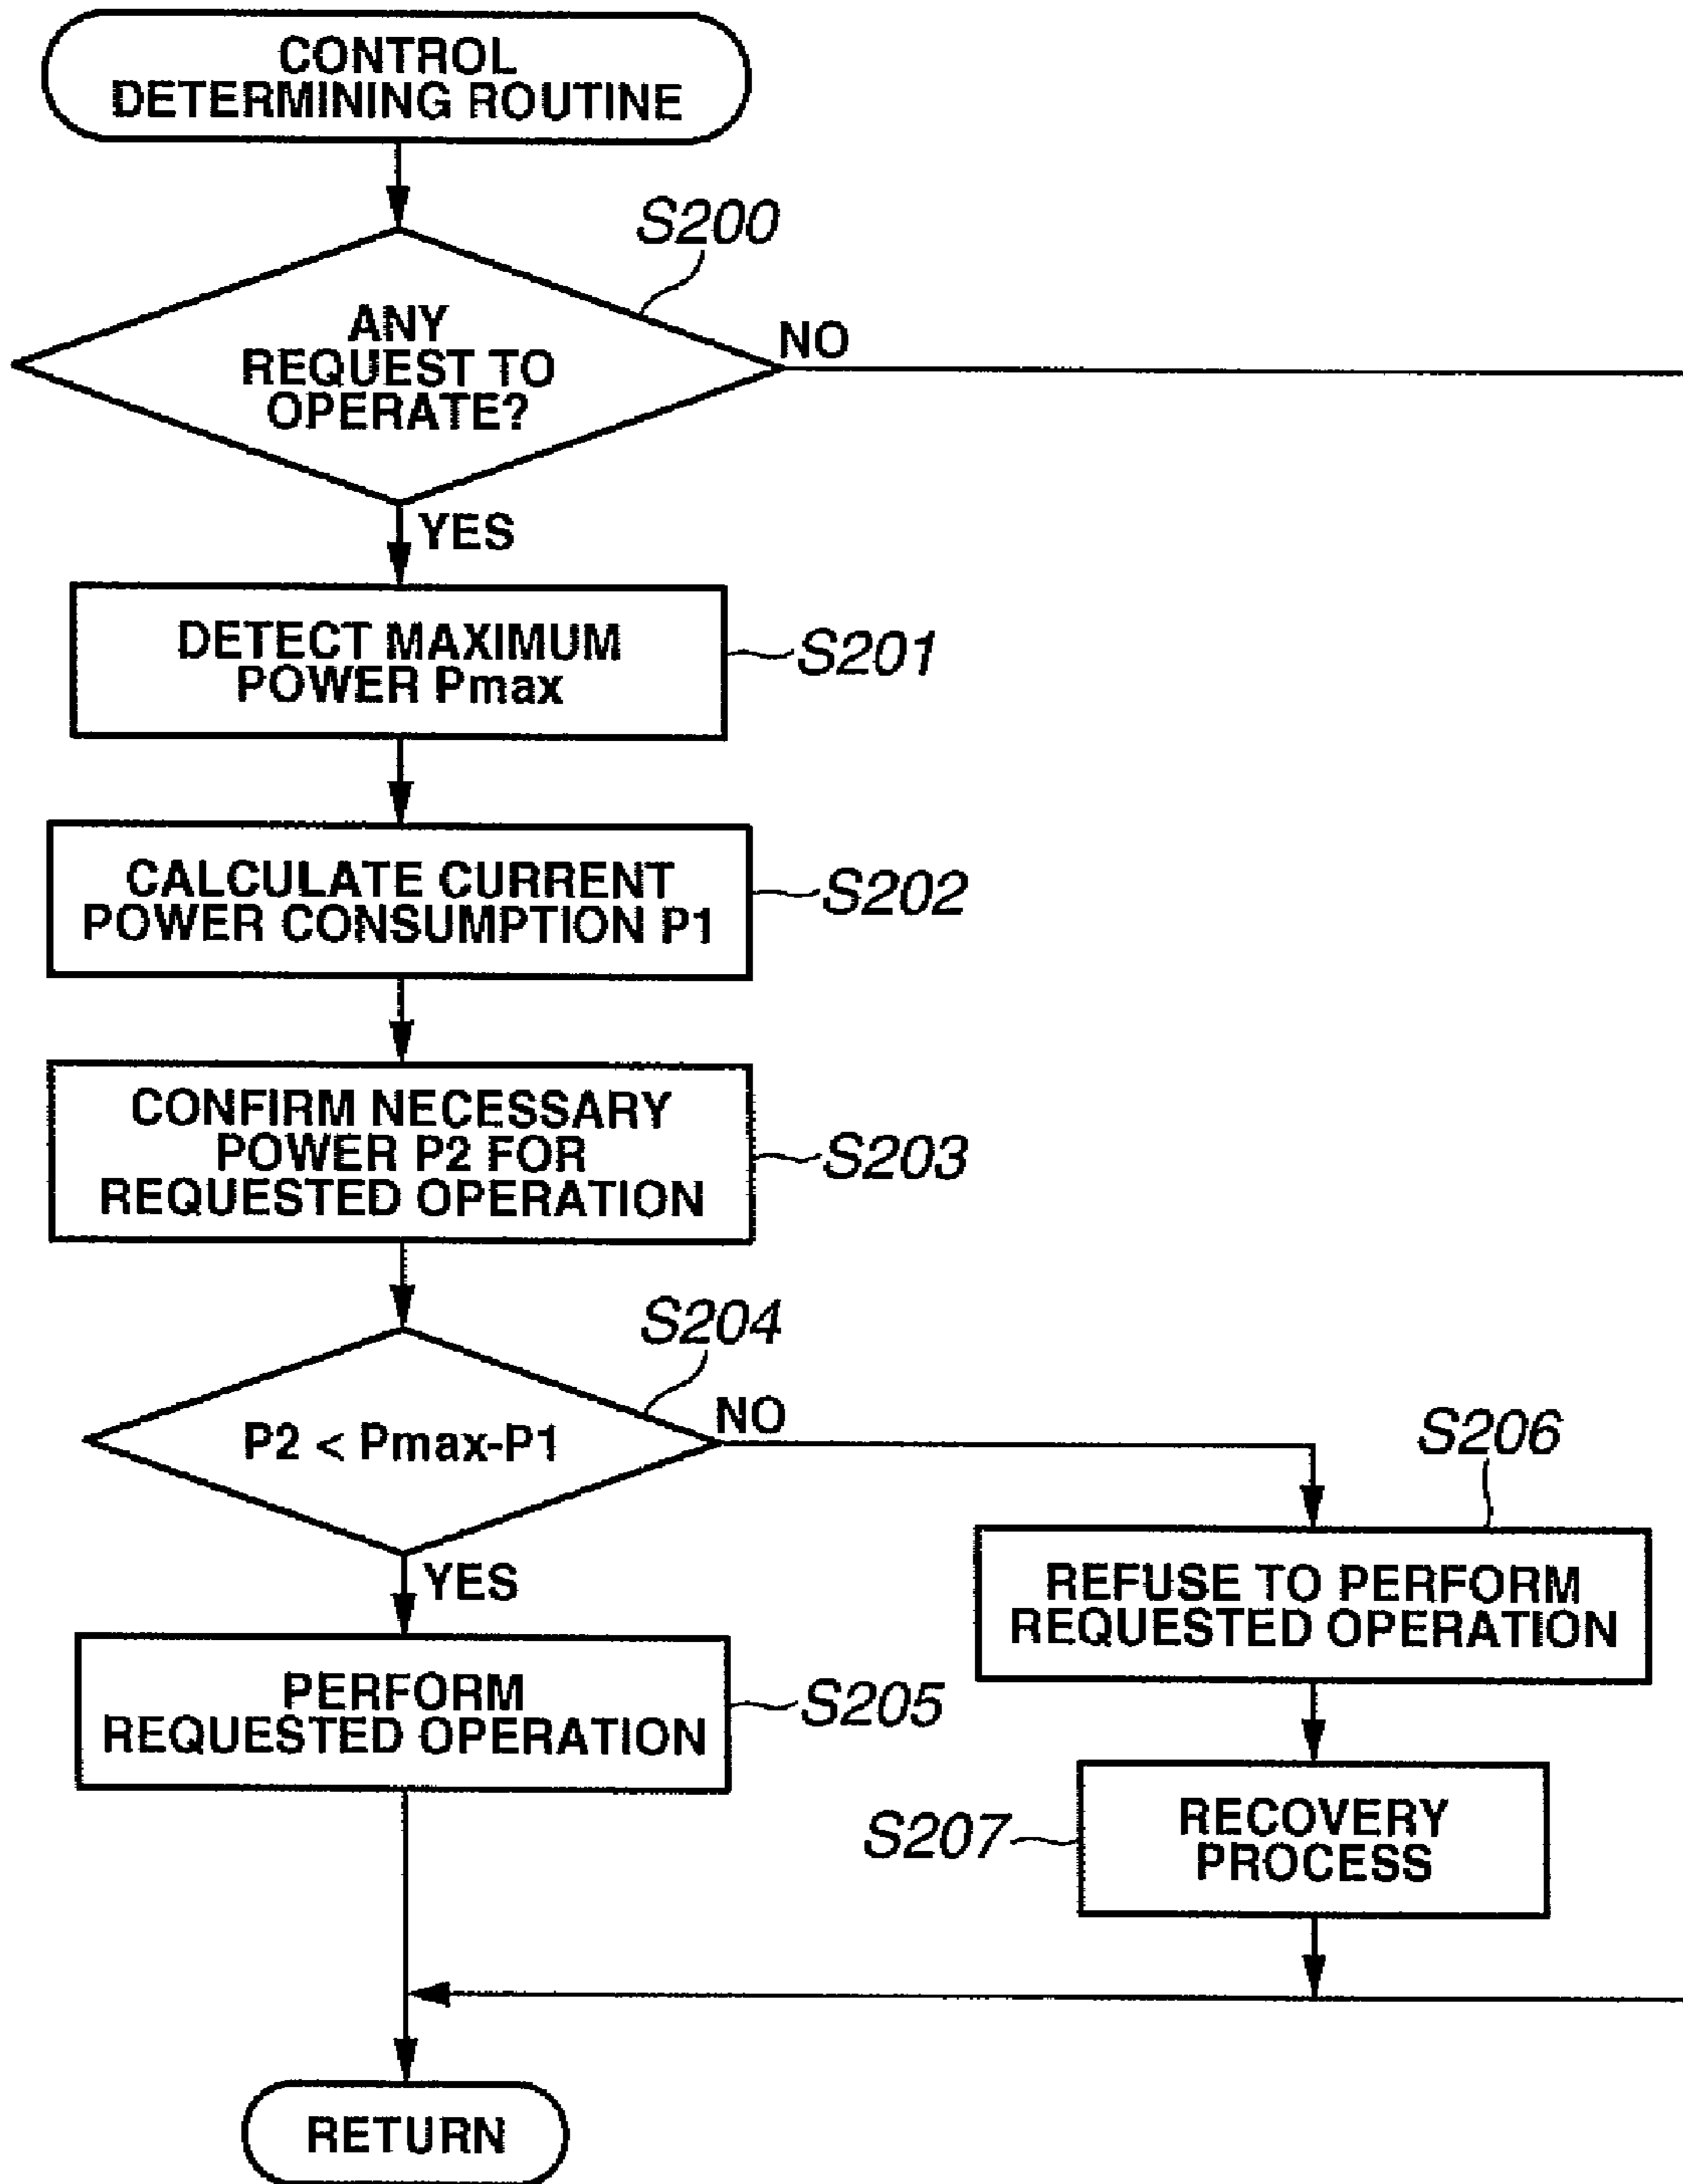 CONTROL
DETERMINING ROUTINE
S200
ANY
REQUEST TO
OPERATE?
NO
YES
DETECT MAXIMUM
POWER Pmax
S201
CALCULATE CURRENT
POWER CONSUMPTION P1
S202
CONFIRM NECESSARY
POWER P2 FOR
REQUESTED OPERATION
S203
S204
P2 < Pmax-P1
NO
YES
S206
REFUSE TO PERFORM
REQUESTED OPERATION
PERFORM
REQUESTED OPERATION
S205
S207
RECOVERY
PROCESS
RETURN